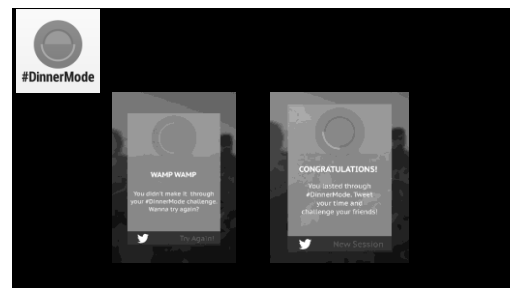 #DinnerMode
WAMP WAMP
You didn't make it through
your #DinnerMode challange.
Wanna try again?
Try Again!
CONGRATULATIONS!
You lasted through
#DinnerMode. Tweet
your time and
challenge your friends!
New Session